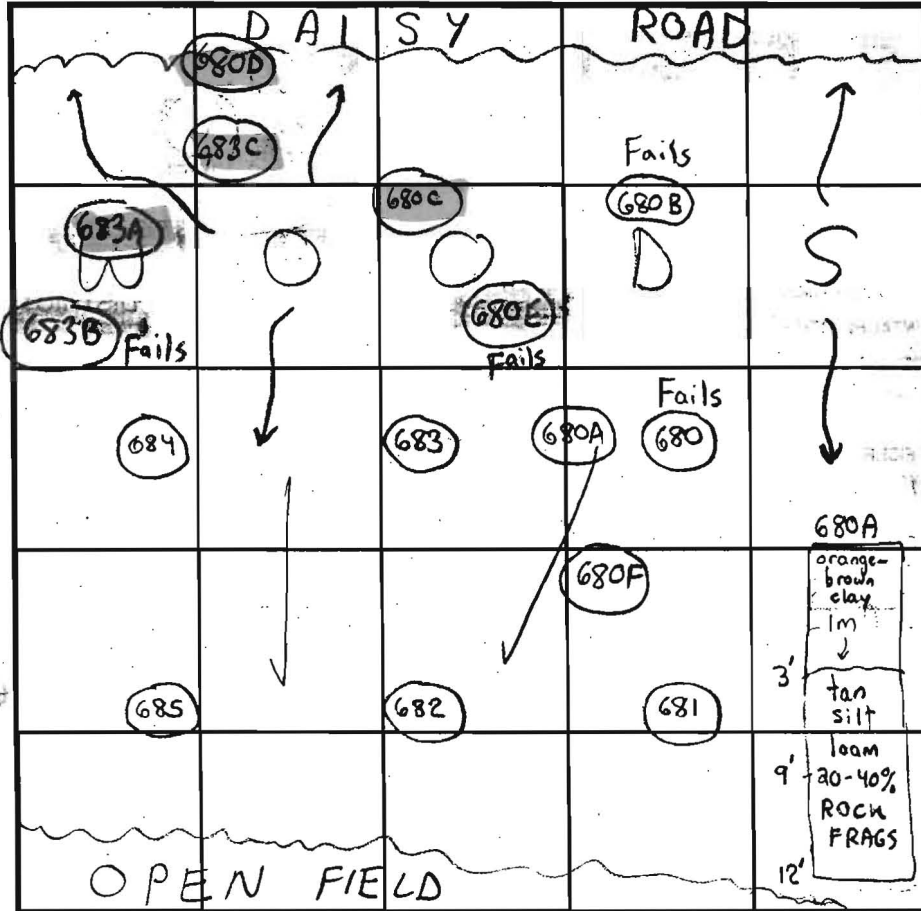 DAISY ROAD
680D
683C
Fails
680C
680B
683A
W O O D S
683B
Fails
680E
Fails
Fails
684
683
680A
680
680A
orange-
brown
clay
1m
680F
3'
tan
silt
685
682
681
loam
9' 20-40%
ROCK
FRAGS
12'
OPEN FIELD